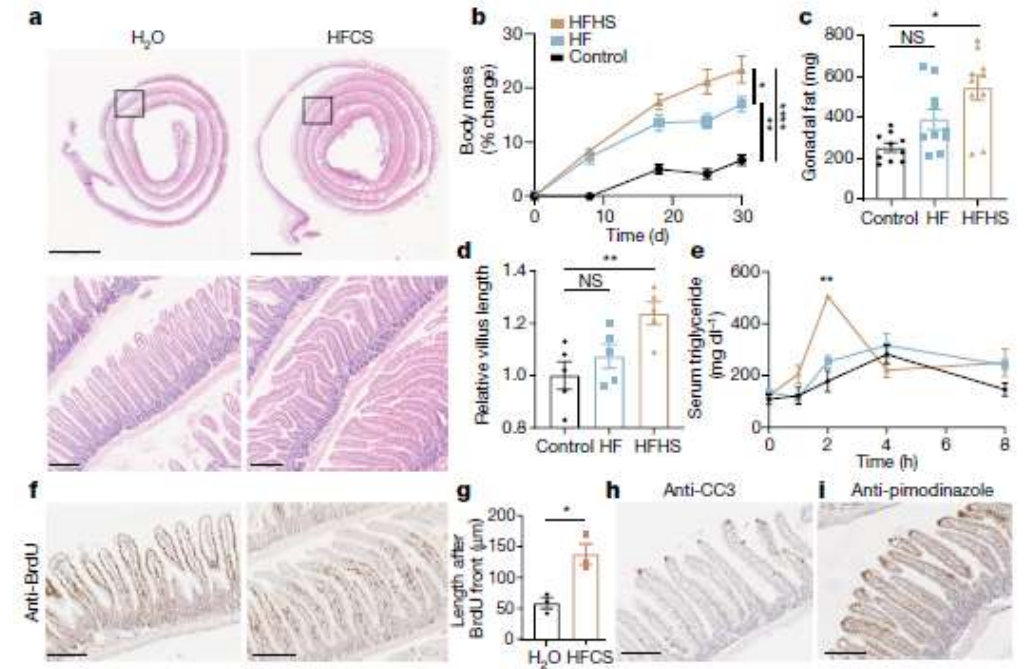 a
H2O
HFCS
b
HFHS
HF
Control
Body mass
(% change)
30
20
10
0
0
10
20
30
Time (d)
*
**
****
c
*
NS
Gonadal fat (mg)
800
600
400
200
0
Control HF HFHS
d
**
NS
Relative villus length
1.4
1.2
1.0
0.8
Control HF HFHS
e
**
Serum triglyceride
(mg dl–1)
600
400
200
0
0
2
4
6
8
Time (h)
f
Anti-BrdU
g
*
Length after
BrdU front (μm)
200
150
100
50
0
H2O HFCS
h
Anti-CC3
i
Anti-pimodinazole